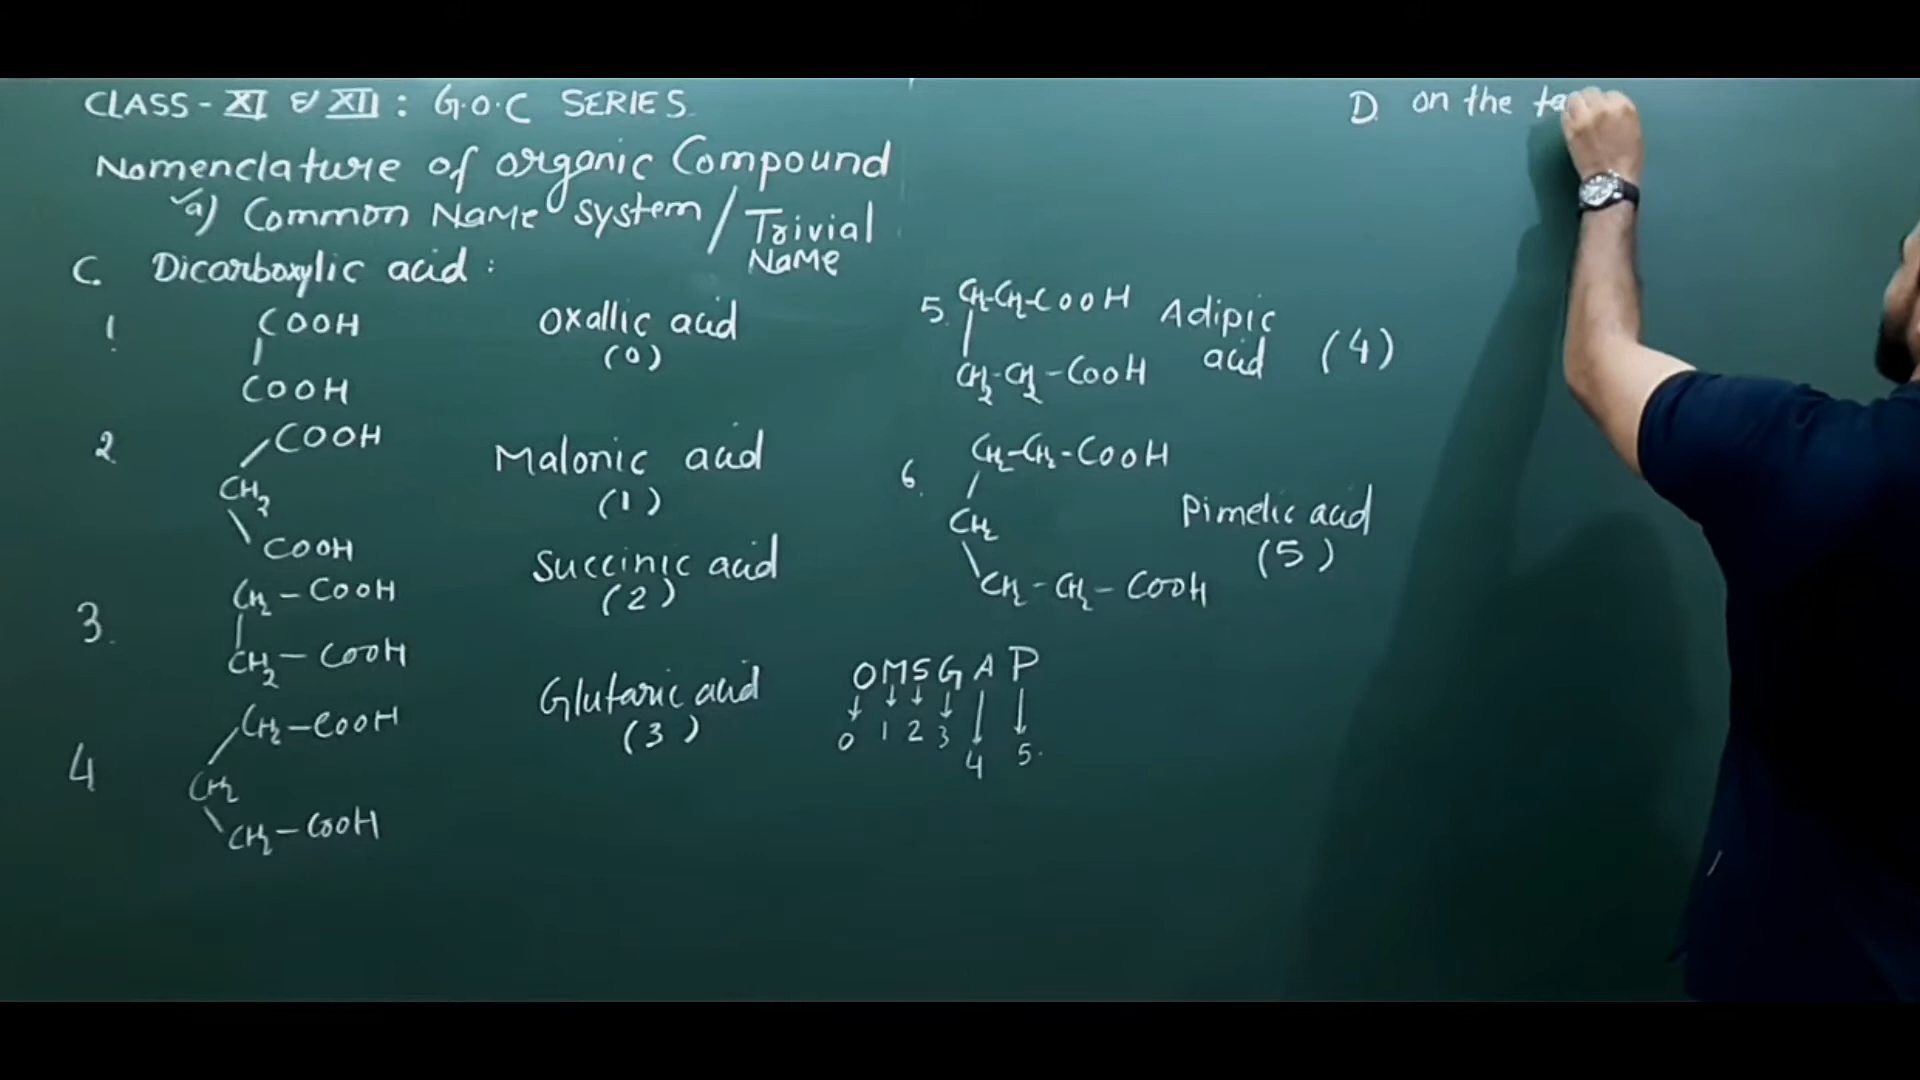 CLASS - XI & XII : G.O.C SERIES
Nomenclature of organic Compound
a) Common Name System / Trivial Name
C. Dicarboxylic acid :
1. COOH
COOH
Oxallic acid
(0)
2. COOH
CH2
COOH
Malonic acid
(1)
3. CH2 - COOH
CH2 - COOH
Succinic acid
(2)
4 CH2 - COOH
CH2
CH2 - COOH
Glutaric acid
(3)
5. CH2-CH2-COOH
CH2-CH2-COOH
Adipic acid (4)
6. CH2-CH2-COOH
CH2
CH2-CH2-COOH
Pimelic acid
(5)
O M S G A P
0 1 2 3 4 5.
D. on the